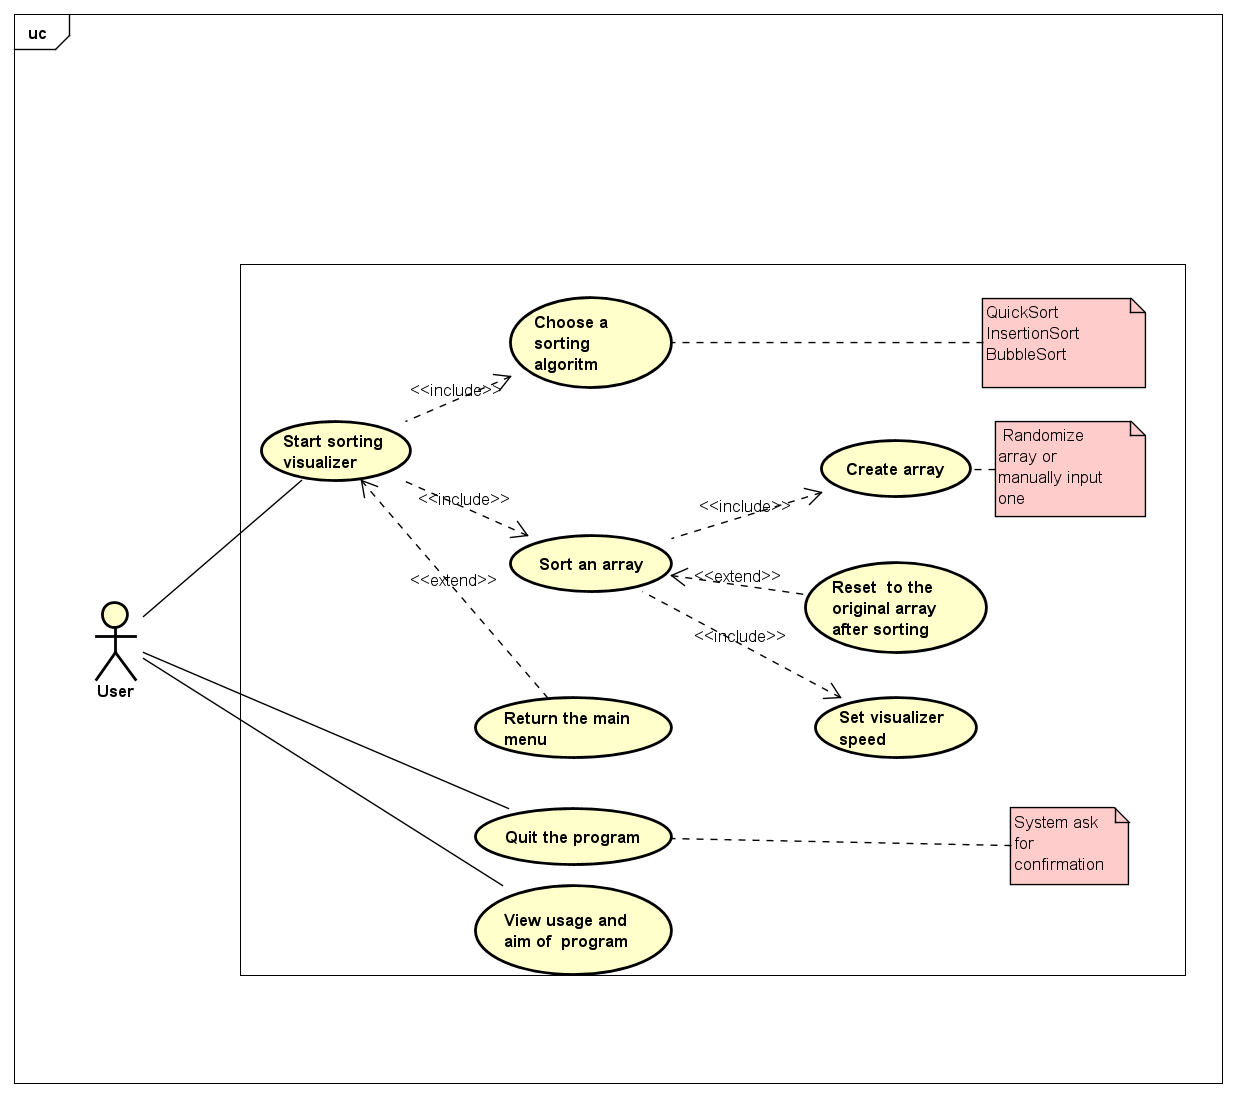 uc
Choose a
sorting
algoritm
QuickSort
InsertionSort
BubbleSort
<<include>>
Start sorting
visualizer
Randomize
array or
manually input
one
Create array
<<include>>
<<include>>
Sort an array
<<extend>>
<<extend>>
Reset  to the
original array
after sorting
<<include>>
User
Return the main
menu
Set visualizer
speed
Quit the program
System ask
for
confirmation
View usage and
aim of  program